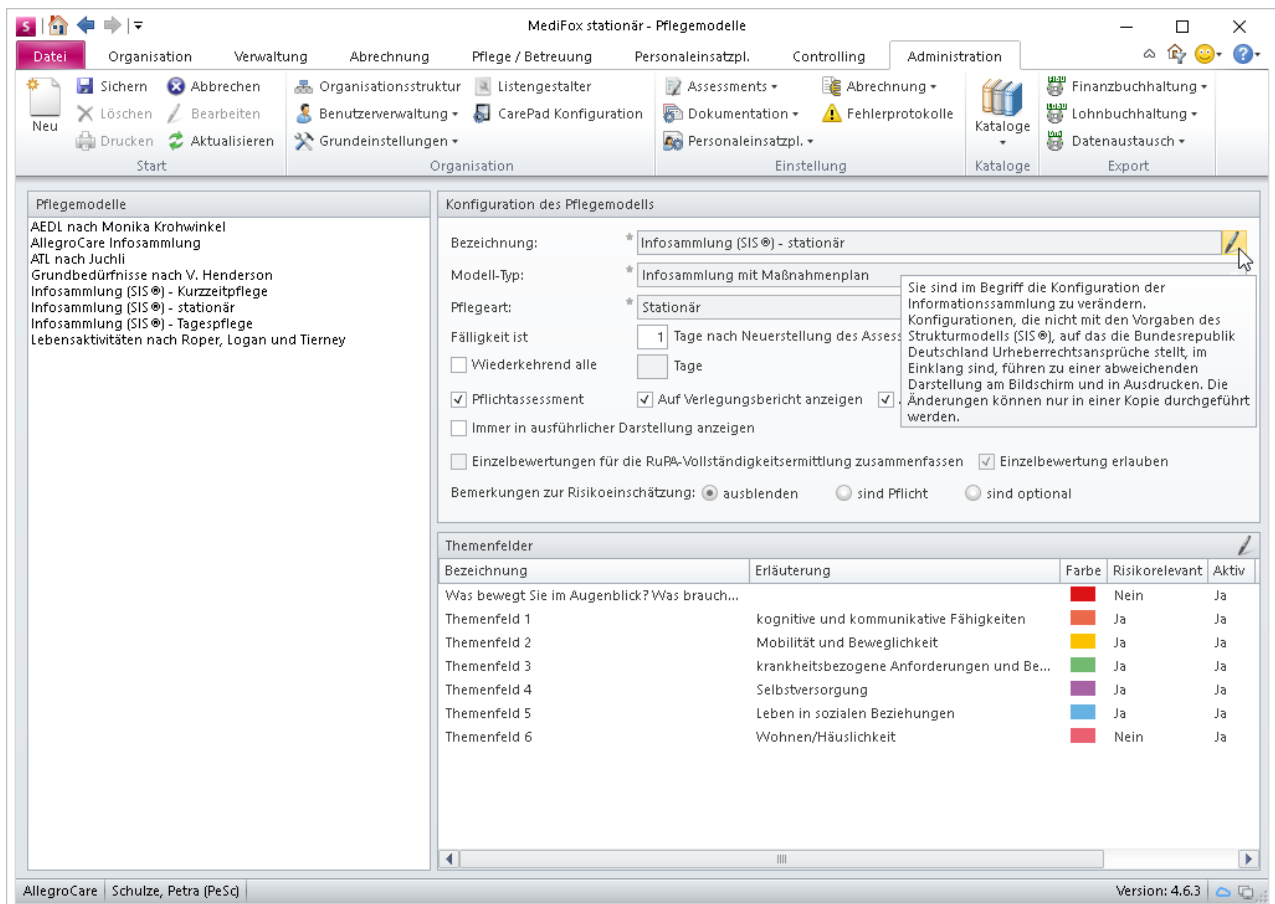 S
MediFox stationär - Pflegemodelle
Datei Organisation Verwaltung Abrechnung Pflege / Betreuung Personaleinsatzpl. Controlling Administration
Neu
Sichern Abbrechen
Löschen Bearbeiten
Drucken Aktualisieren
Start
Organisationsstruktur Listengestalter
Benutzerverwaltung CarePad Konfiguration
Grundeinstellungen
Organisation
Assessments Abrechnung
Dokumentation Fehlerprotokolle
Personaleinsatzpl.
Einstellung
Kataloge
Kataloge
Finanzbuchhaltung
Lohnbuchhaltung
Datenaustausch
Export
Pflegemodelle
AEDL nach Monika Krohwinkel
AllegroCare Infosammlung
ATL nach Juchli
Grundbedürfnisse nach V. Henderson
Infosammlung (SIS®) - Kurzzeitpflege
Infosammlung (SIS®) - stationär
Infosammlung (SIS®) - Tagespflege
Lebensaktivitäten nach Roper, Logan und Tierney
Konfiguration des Pflegemodells
Bezeichnung: * Infosammlung (SIS®) - stationär
Modell-Typ: * Infosammlung mit Maßnahmenplan
Pflegeart: * Stationär
Fälligkeit ist 1 Tage nach Neuerstellung des Assess
Wiederkehrend alle Tage
Pflichtassessment Auf Verlegungsbericht anzeigen
Immer in ausführlicher Darstellung anzeigen
Einzelbewertungen für die RuPA-Vollständigkeitsermittlung zusammenfassen Einzelbewertung erlauben
Bemerkungen zur Risikoeinschätzung: ausblenden sind Pflicht sind optional
Sie sind im Begriff die Konfiguration der
Informationssammlung zu verändern.
Konfigurationen, die nicht mit den Vorgaben des
Strukturmodells (SIS®), auf das die Bundesrepublik
Deutschland Urheberrechtsansprüche stellt, im
Einklang sind, führen zu einer abweichenden
Darstellung am Bildschirm und in Ausdrucken. Die
Änderungen können nur in einer Kopie durchgeführt
werden.
Themenfelder
Bezeichnung Erläuterung Farbe Risikorelevant Aktiv
Was bewegt Sie im Augenblick? Was brauch... Nein Ja
Themenfeld 1 kognitive und kommunikative Fähigkeiten Ja Ja
Themenfeld 2 Mobilität und Beweglichkeit Ja Ja
Themenfeld 3 krankheitsbezogene Anforderungen und Be... Ja Ja
Themenfeld 4 Selbstversorgung Ja Ja
Themenfeld 5 Leben in sozialen Beziehungen Ja Ja
Themenfeld 6 Wohnen/Häuslichkeit Nein Ja
AllegroCare Schulze, Petra (PeSc) Version: 4.6.3